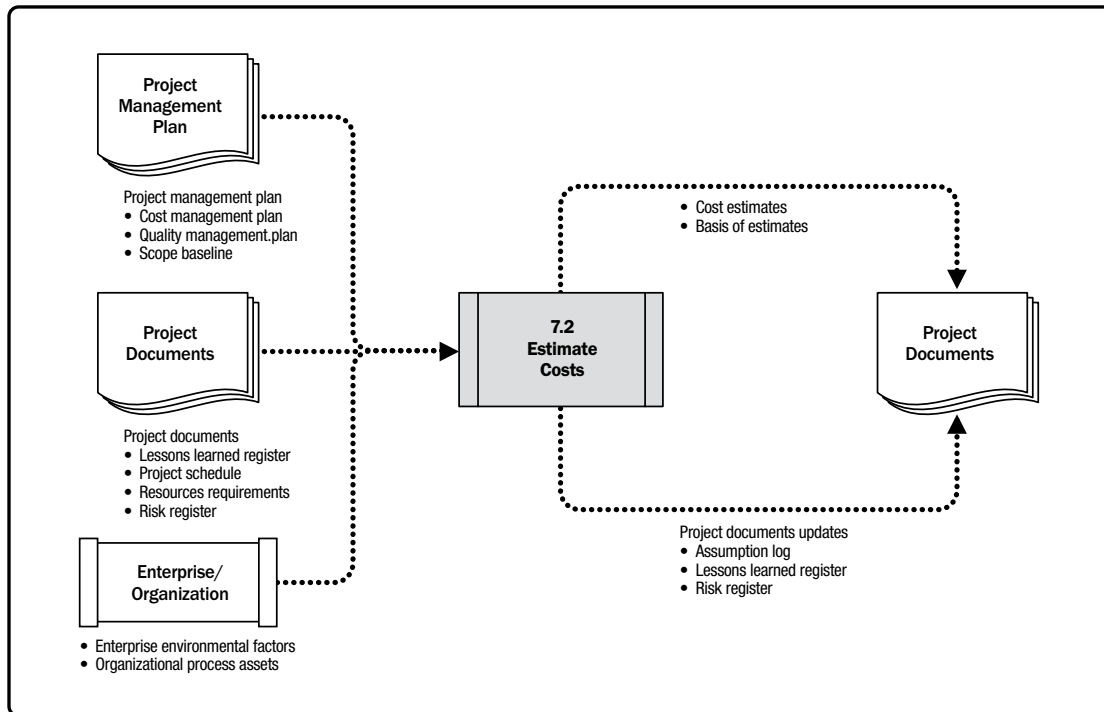 Project
Management
Plan
Project management plan
• Cost management plan
• Quality management.plan
• Scope baseline
Project
Documents
Project documents
• Lessons learned register
• Project schedule
• Resources requirements
• Risk register
Enterprise/
Organization
• Enterprise environmental factors
• Organizational process assets
7.2
Estimate
Costs
• Cost estimates
• Basis of estimates
Project documents updates
• Assumption log
• Lessons learned register
• Risk register
Project
Documents